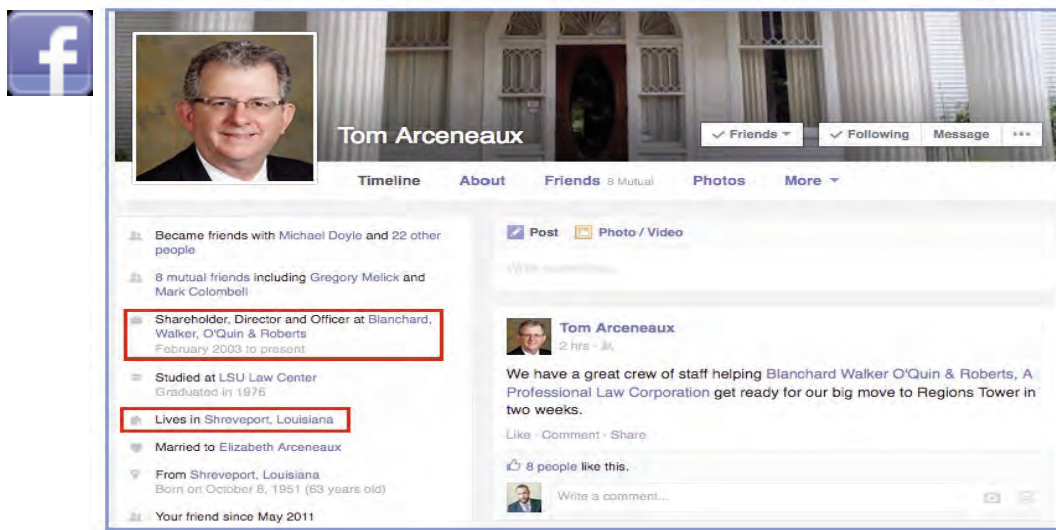 f
Tom Arceneaux
Friends
Following
Message
Timeline
About
Friends 8 Mutual
Photos
More
Became friends with Michael Doyle and 22 other
people
8 mutual friends including Gregory Melick and
Mark Colombell
Shareholder, Director and Officer at Blanchard,
Walker, O'Quin & Roberts
February 2003 to present
Studied at LSU Law Center
Graduated in 1976
Lives in Shreveport, Louisiana
Married to Elizabeth Arceneaux
From Shreveport, Louisiana
Born on October 8, 1951 (63 years old)
Your friend since May 2011
Post
Photo / Video
Write something...
Tom Arceneaux
2 hrs ·
We have a great crew of staff helping Blanchard Walker O'Quin & Roberts, A
Professional Law Corporation get ready for our big move to Regions Tower in
two weeks.
Like · Comment · Share
8 people like this.
Write a comment...